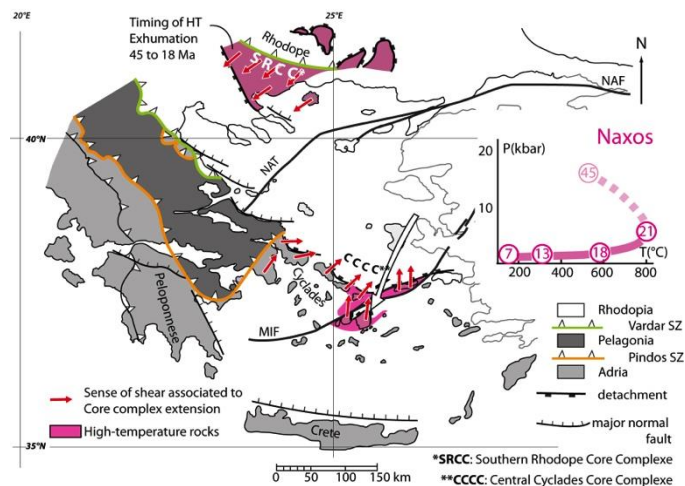 20°E
25°E
Timing of HT
Exhumation
45 to 18 Ma
Rhodope
SRCC*
N
NAF
40°N
NAT
Naxos
P(kbar)
20
10
45
21
7
13
18
T(°C)
200
400
600
800
CCCC**
Cyclades
Peloponnese
MIF
Rhodopia
Vardar SZ
Pelagonia
Pindos SZ
Adria
detachment
major normal
fault
Sense of shear associated to
Core complex extension
High-temperature rocks
Crete
35°N
0 50 100 150 km
*SRCC: Southern Rhodope Core Complexe
**CCCC: Central Cyclades Core Complexe